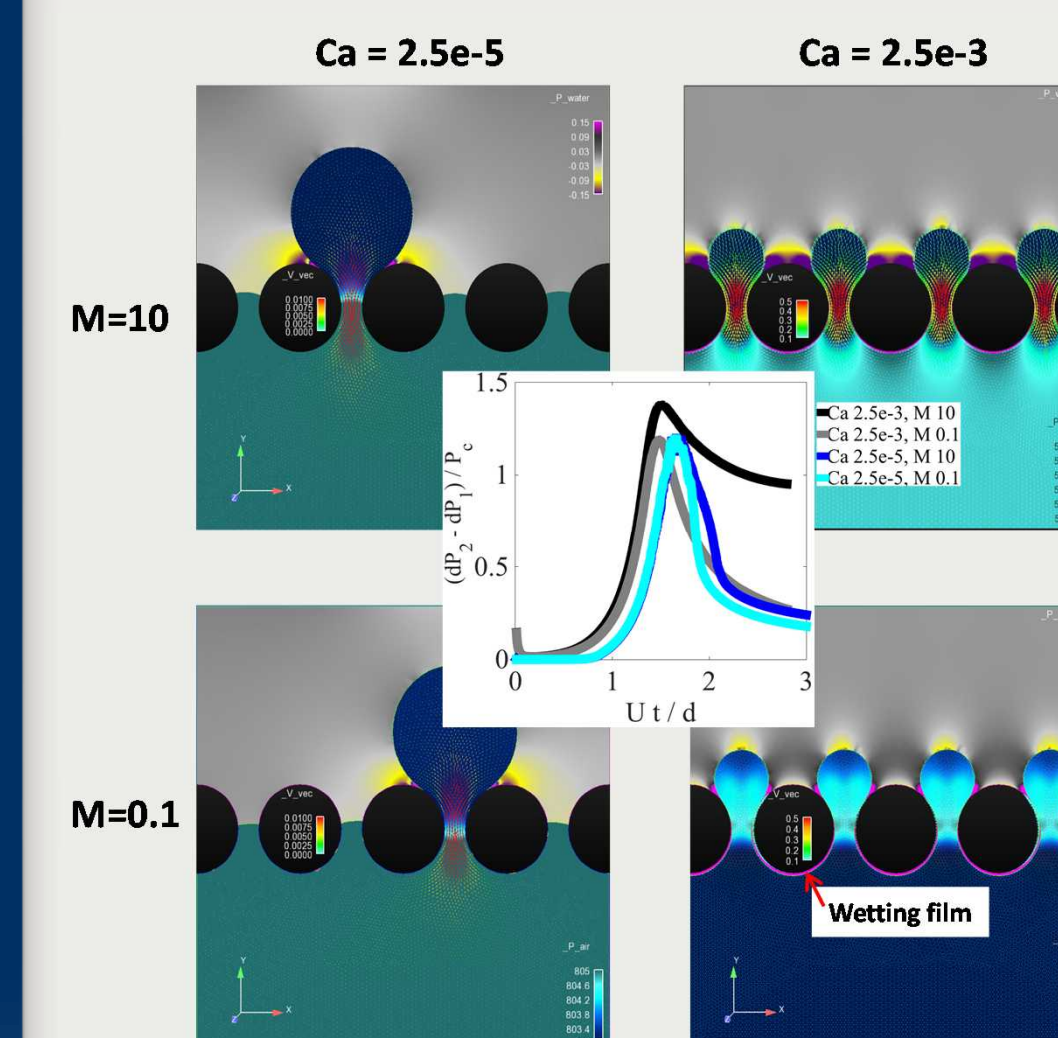 Ca = 2.5e-5
Ca = 2.5e-3
M=10
_P_water
0.15
0.09
0.03
-0.03
-0.09
-0.15
_V_vec
0.0100
0.0075
0.0050
0.0025
0.0000
Y
X
Z
_V_vec
0.5
0.4
0.3
0.2
0.1
1.5
1
0.5
0
0
1
2
3
(dP2 - dP1) / Pc
U t / d
Ca 2.5e-3, M 10
Ca 2.5e-3, M 0.1
Ca 2.5e-5, M 10
Ca 2.5e-5, M 0.1
M=0.1
_V_vec
0.0100
0.0075
0.0050
0.0025
0.0000
_P_air
805
804.6
804.2
803.8
803.4
Y
X
Z
_V_vec
0.5
0.4
0.3
0.2
0.1
Wetting film
Y
X
Z